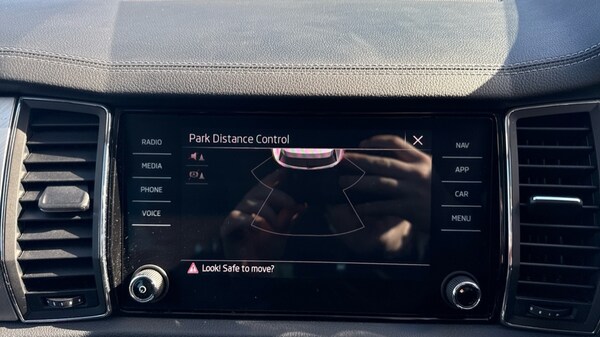 Park Distance Control
RADIO
MEDIA
PHONE
VOICE
NAV
APP
CAR
MENU
Look! Safe to move?